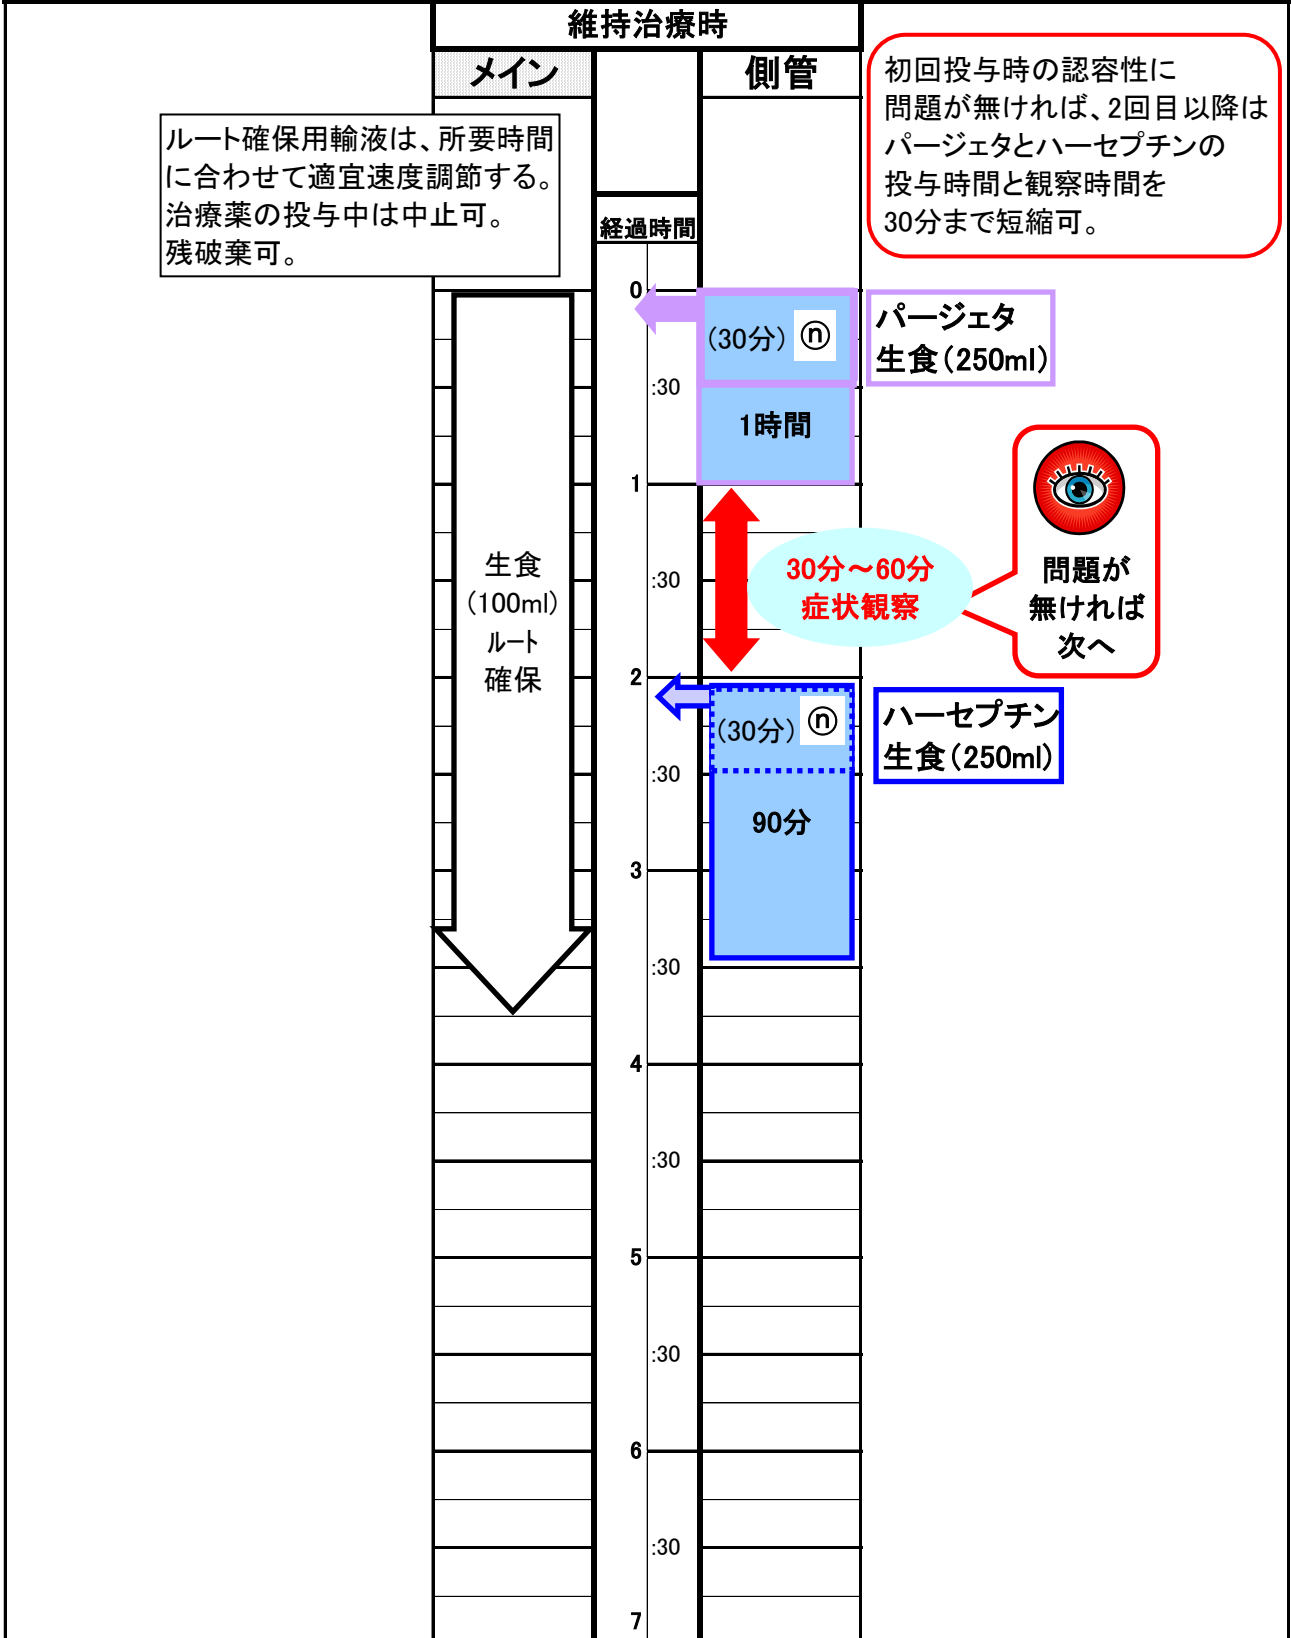 維持治療時
メイン
側管
初回投与時の認容性に
問題が無ければ、2回目以降は
パージェタとハーセプチンの
投与時間と観察時間を
30分まで短縮可。
ルート確保用輸液は、所要時間
に合わせて適宜速度調節する。
治療薬の投与中は中止可。
残破棄可。
経過時間
0
(30分) ⓝ
パージェタ
生食(250ml)
:30
1時間
1
生食
(100ml)
ルート
確保
:30
30分～60分
症状観察
問題が
無ければ
次へ
2
(30分) ⓝ
ハーセプチン
生食(250ml)
:30
90分
3
:30
4
:30
5
:30
6
:30
7